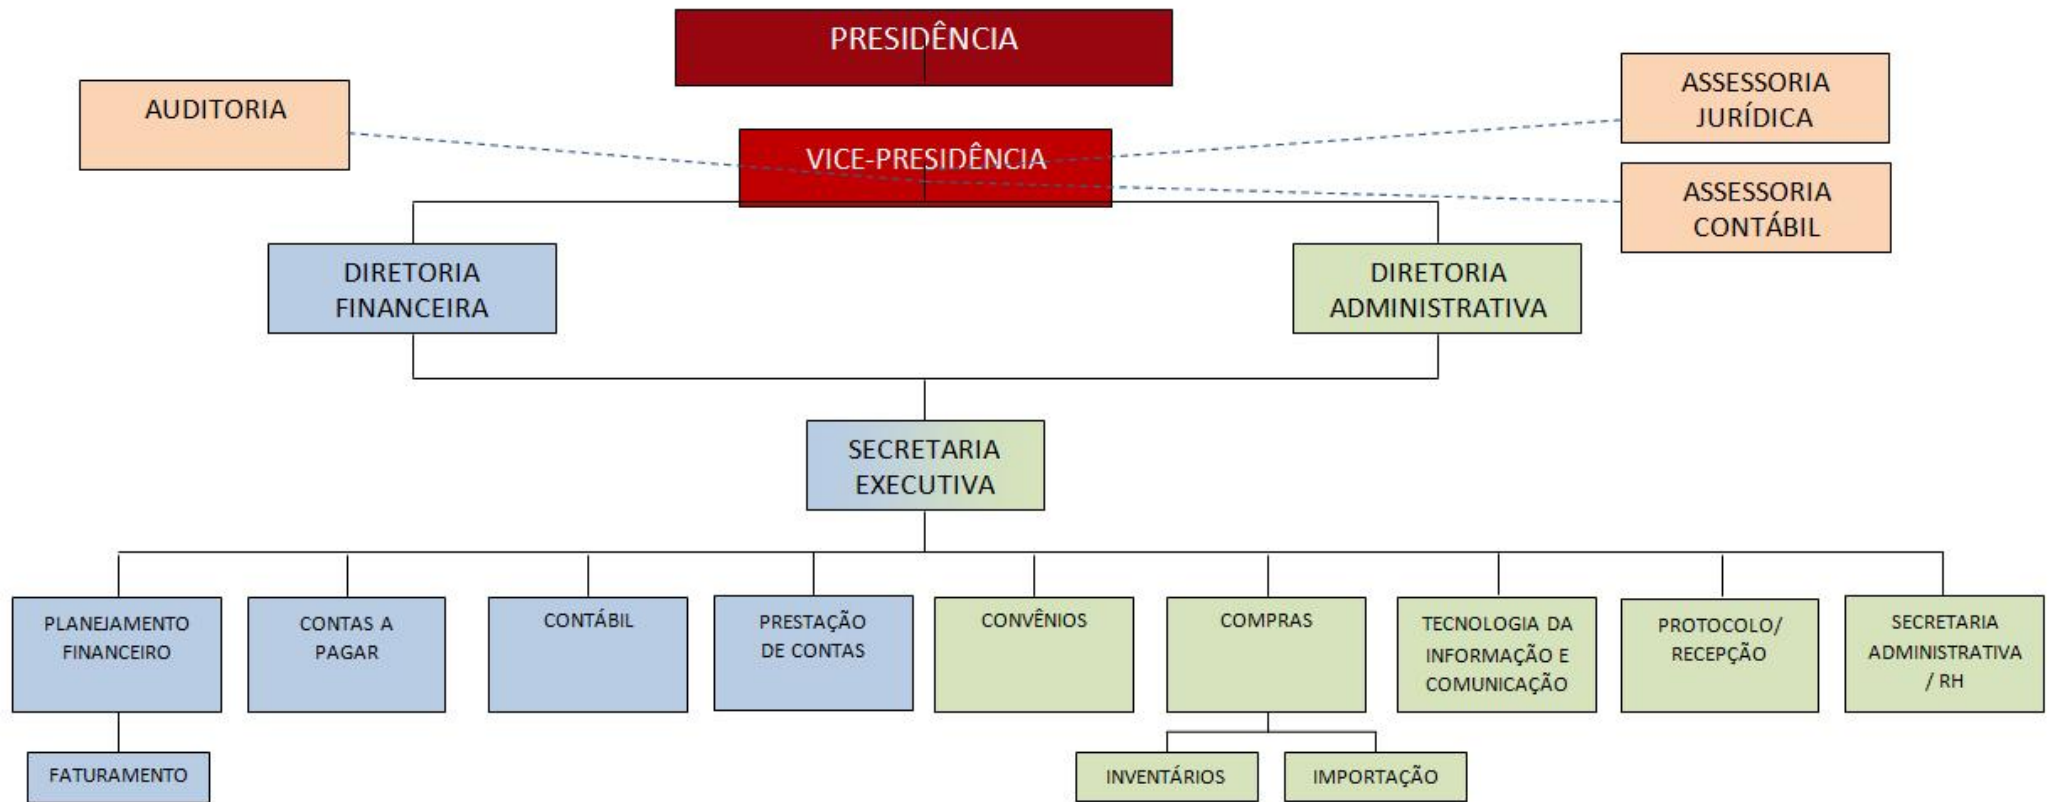 PRESIDÊNCIA
AUDITORIA
VICE-PRESIDÊNCIA
ASSESSORIA
JURÍDICA
ASSESSORIA
CONTÁBIL
DIRETORIA
FINANCEIRA
DIRETORIA
ADMINISTRATIVA
SECRETARIA
EXECUTIVA
PLANEJAMENTO
FINANCEIRO
CONTAS A
PAGAR
CONTÁBIL
PRESTAÇÃO
DE CONTAS
CONVÊNIOS
COMPRAS
TECNOLOGIA DA
INFORMAÇÃO E
COMUNICAÇÃO
PROTOCOLO/
RECEPÇÃO
SECRETARIA
ADMINISTRATIVA
/ RH
FATURAMENTO
INVENTÁRIOS
IMPORTAÇÃO